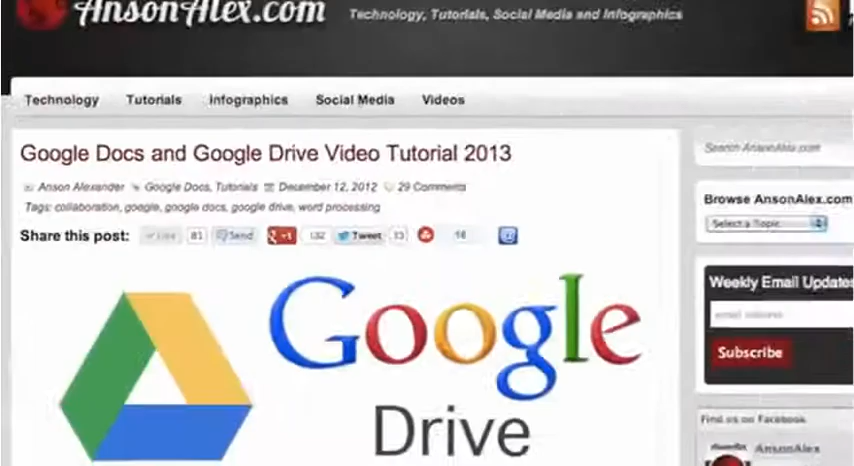 AnsonAlex.com
Technology, Tutorials, Social Media and Infographics
Technology Tutorials Infographics Social Media Videos
Google Docs and Google Drive Video Tutorial 2013
Search AnsonAlex.com
Anson Alexander Google Docs, Tutorials December 12, 2012 29 Comments
Browse AnsonAlex.com
Tags: collaboration, google, google docs, google drive, word processing
Select a Topic
Share this post: Like 81 Send +1 132 Tweet 13 16
Weekly Email Updates
email address
Subscribe
Google
Drive
Find us on Facebook
AnsonAlex